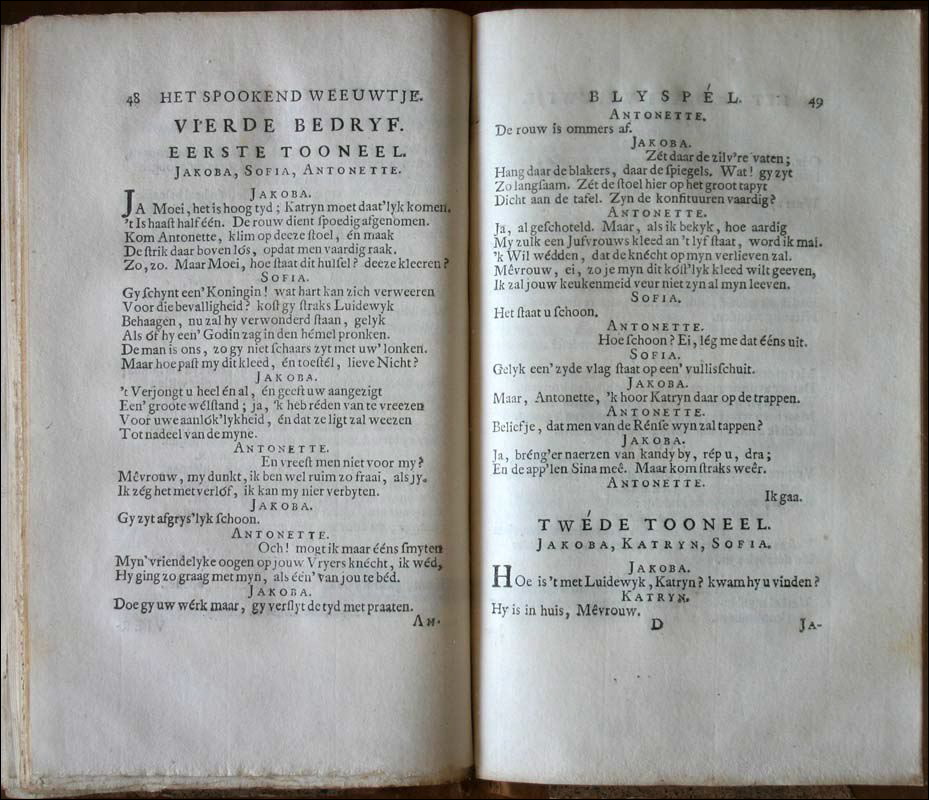 48 HET SPOOKEND WEEUWTJE.
VIERDE BEDRYF.
EERSTE TOONEEL.
JAKOBA, SOFIA, ANTONETTE.
JAKOBA.
JA Moei, het is hoog tyd; Katryn moet daat'lyk komen.
't Is haaſt half één. De rouw dient ſpoedig afgenomen.
Kom Antonette, klim op deeze ſtoel, én maak
De ſtrik daar boven lós, opdat men vaardig raak.
Zo, zo. Maar Moei, hoe ſtaat dit hulſel? deeze kleeren?
SOFIA.
Gy ſchynt een' Koningin! wat hart kan zich verweeren
Voor die bevalligheid? koſt gy ſtraks Luidewyk
Behaagen, nu zal hy verwonderd ſtaan, gelyk
Als óf hy een' Godin zag in den hémel pronken.
De man is ons, zo gy niet ſchaars zyt met uw' lonken.
Maar hoe paſt my dit kleed, én toeſtél, lieve Nicht?
JAKOBA.
't Verjongt u heel én al, én geeft uw aangezigt
Een' groote wélſtand; ja, 'k heb réden van te vreezen
Voor uwe aanlók'lykheid, én dat ze ligt zal weezen
Tot nadeel van de myne.
ANTONETTE.
En vreeſt men niet voor my?
Mêvrouw, my dunkt, ik ben wel ruim zo fraai, als jy.
Ik zég het met verlóf, ik kan my nier verbyten.
JAKOBA.
Gy zyt afgrys'lyk ſchoon.
ANTONETTE.
Och! mogt ik maar ééns ſmyten
Myn' vriendelyke oogen op jouw Vryers knécht, ik wéd,
Hy ging zo graag met myn, als één' van jou te béd.
JAKOBA.
Doe gy uw wérk maar, gy verſlyt de tyd met praaten.
AN-
BLYSPÉL. 49
ANTONETTE.
De rouw is ommers af.
JAKOBA.
Zét daar de zilv're vaten;
Hang daar de blakers, daar de ſpiegels. Wat! gy zyt
Zo langſaam. Zét de ſtoel hier op het groot tapyt
Dicht aan de tafel. Zyn de konfituuren vaardig?
ANTONETTE.
Ja, al geſchoteld. Maar, als ik bekyk, hoe aardig
My zulk een Jufvrouws kleed an 't lyf ſtaat, word ik mal.
'k Wil wédden, dat de knécht op myn verlieven zal.
Mêvrouw, ei, zo je myn dit kóſt'lyk kleed wilt geeven,
Ik zal jouw keukenmeid veur niet zyn al myn leeven.
SOFIA.
Het ſtaat u ſchoon.
ANTONETTE.
Hoe ſchoon? Ei, lég me dat ééns uit.
SOFIA.
Gelyk een' zyde vlag ſtaat op een' vullisſchuit.
JAKOBA.
Maar, Antonette, 'k hoor Katryn daar op de trappen.
ANTONETTE.
Beliefje, dat men van de Rénſe wyn zal tappen?
JAKOBA.
Ja, bréng'er naerzen van kandy by, rép u, dra;
En de app'len Sina meê. Maar kom ſtraks weêr.
ANTONETTE.
Ik gaa.
TWÉDE TOONEEL.
JAKOBA, KATRYN, SOFIA.
JAKOBA.
HOe is 't met Luidewyk, Katryn? kwam hy u vinden?
KATRYN.
Hy is in huis, Mêvrouw.
D JA-